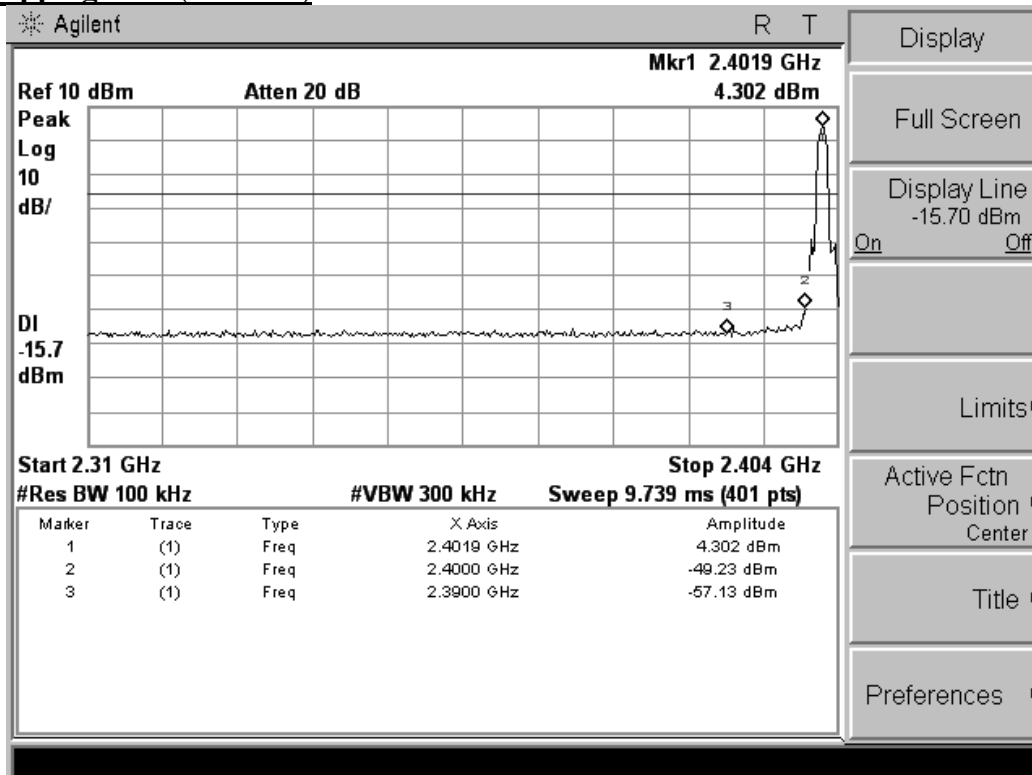 Agilent
R T
Mkr1 2.4019 GHz
Ref 10 dBm Atten 20 dB 4.302 dBm
Peak
Log
10
dB/
3
2
DI
-15.7
dBm
Start 2.31 GHz Stop 2.404 GHz
#Res BW 100 kHz #VBW 300 kHz Sweep 9.739 ms (401 pts)
Marker Trace Type X Axis Amplitude
1 (1) Freq 2.4019 GHz 4.302 dBm
2 (1) Freq 2.4000 GHz -49.23 dBm
3 (1) Freq 2.3900 GHz -57.13 dBm
Display
Full Screen
Display Line
-15.70 dBm
On Off
Limits
Active Fctn
Position
Center
Title
Preferences